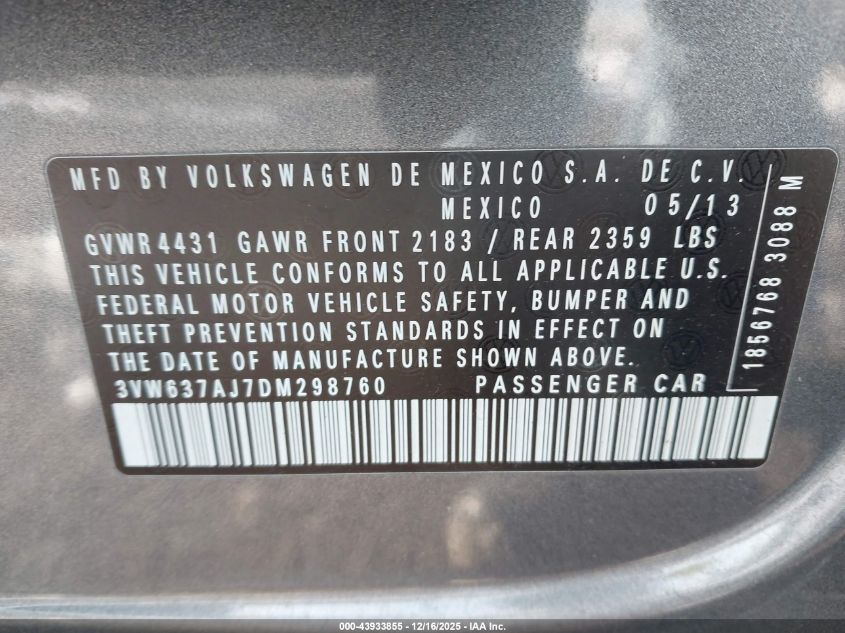 MFD BY VOLKSWAGEN DE MEXICO S.A. DE C.V.
MEXICO 05/13
GVWR4431 GAWR FRONT 2183 / REAR 2359 LBS
THIS VEHICLE CONFORMS TO ALL APPLICABLE U.S.
FEDERAL MOTOR VEHICLE SAFETY, BUMPER AND
THEFT PREVENTION STANDARDS IN EFFECT ON
THE DATE OF MANUFACTURE SHOWN ABOVE.
3VW637AJ7DM298760 PASSENGER CAR
1856768 3088 M
000-43933855 - 12/16/2025 - IAA Inc.